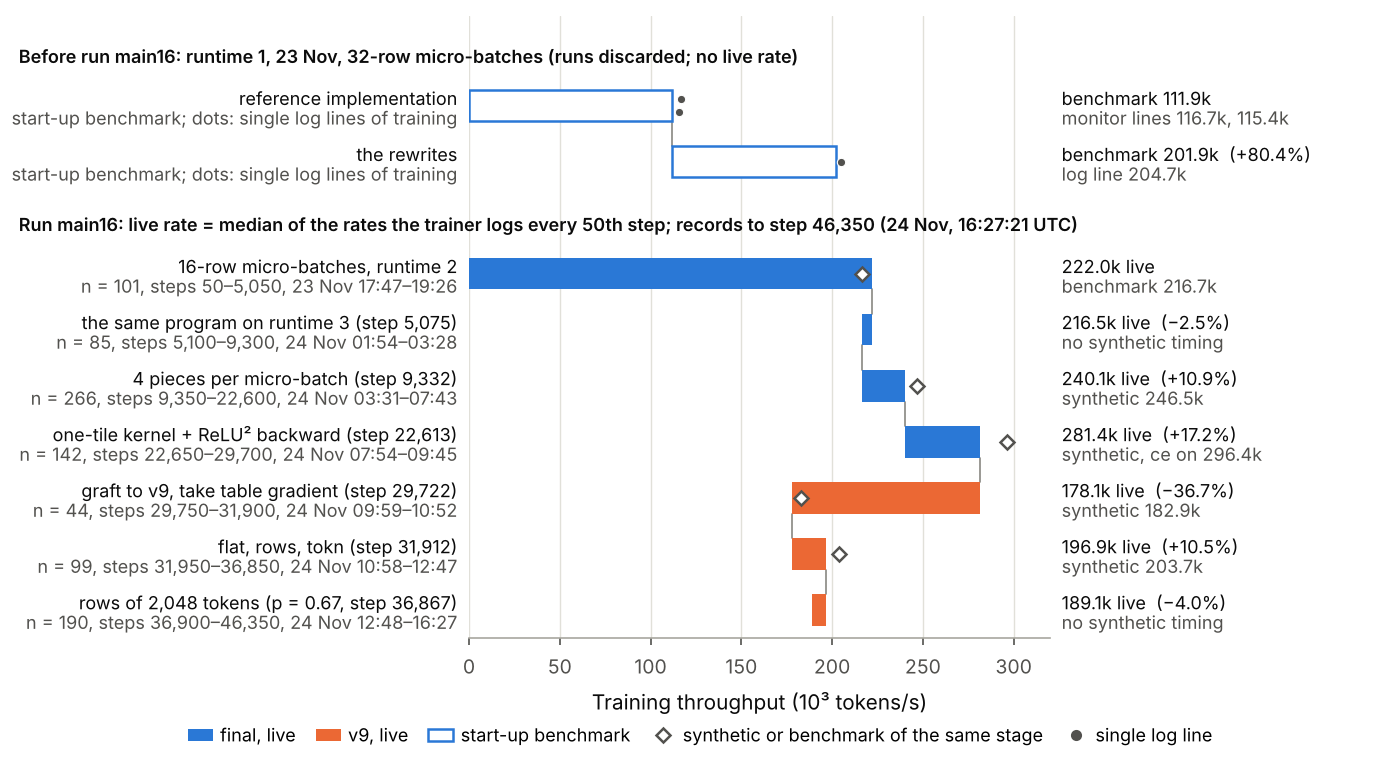 Before run main16: runtime 1, 23 Nov, 32-row micro-batches (runs discarded; no live rate)
reference implementation
start-up benchmark; dots: single log lines of training
benchmark 111.9k
monitor lines 116.7k, 115.4k
the rewrites
start-up benchmark; dots: single log lines of training
benchmark 201.9k (+80.4%)
log line 204.7k
Run main16: live rate = median of the rates the trainer logs every 50th step; records to step 46,350 (24 Nov, 16:27:21 UTC)
16-row micro-batches, runtime 2
n = 101, steps 50–5,050, 23 Nov 17:47–19:26
222.0k live
benchmark 216.7k
the same program on runtime 3 (step 5,075)
n = 85, steps 5,100–9,300, 24 Nov 01:54–03:28
216.5k live (−2.5%)
no synthetic timing
4 pieces per micro-batch (step 9,332)
n = 266, steps 9,350–22,600, 24 Nov 03:31–07:43
240.1k live (+10.9%)
synthetic 246.5k
one-tile kernel + ReLU² backward (step 22,613)
n = 142, steps 22,650–29,700, 24 Nov 07:54–09:45
281.4k live (+17.2%)
synthetic, ce on 296.4k
graft to v9, take table gradient (step 29,722)
n = 44, steps 29,750–31,900, 24 Nov 09:59–10:52
178.1k live (−36.7%)
synthetic 182.9k
flat, rows, tokn (step 31,912)
n = 99, steps 31,950–36,850, 24 Nov 10:58–12:47
196.9k live (+10.5%)
synthetic 203.7k
rows of 2,048 tokens (p = 0.67, step 36,867)
n = 190, steps 36,900–46,350, 24 Nov 12:48–16:27
189.1k live (−4.0%)
no synthetic timing
0 50 100 150 200 250 300
Training throughput (10³ tokens/s)
final, live v9, live start-up benchmark synthetic or benchmark of the same stage single log line